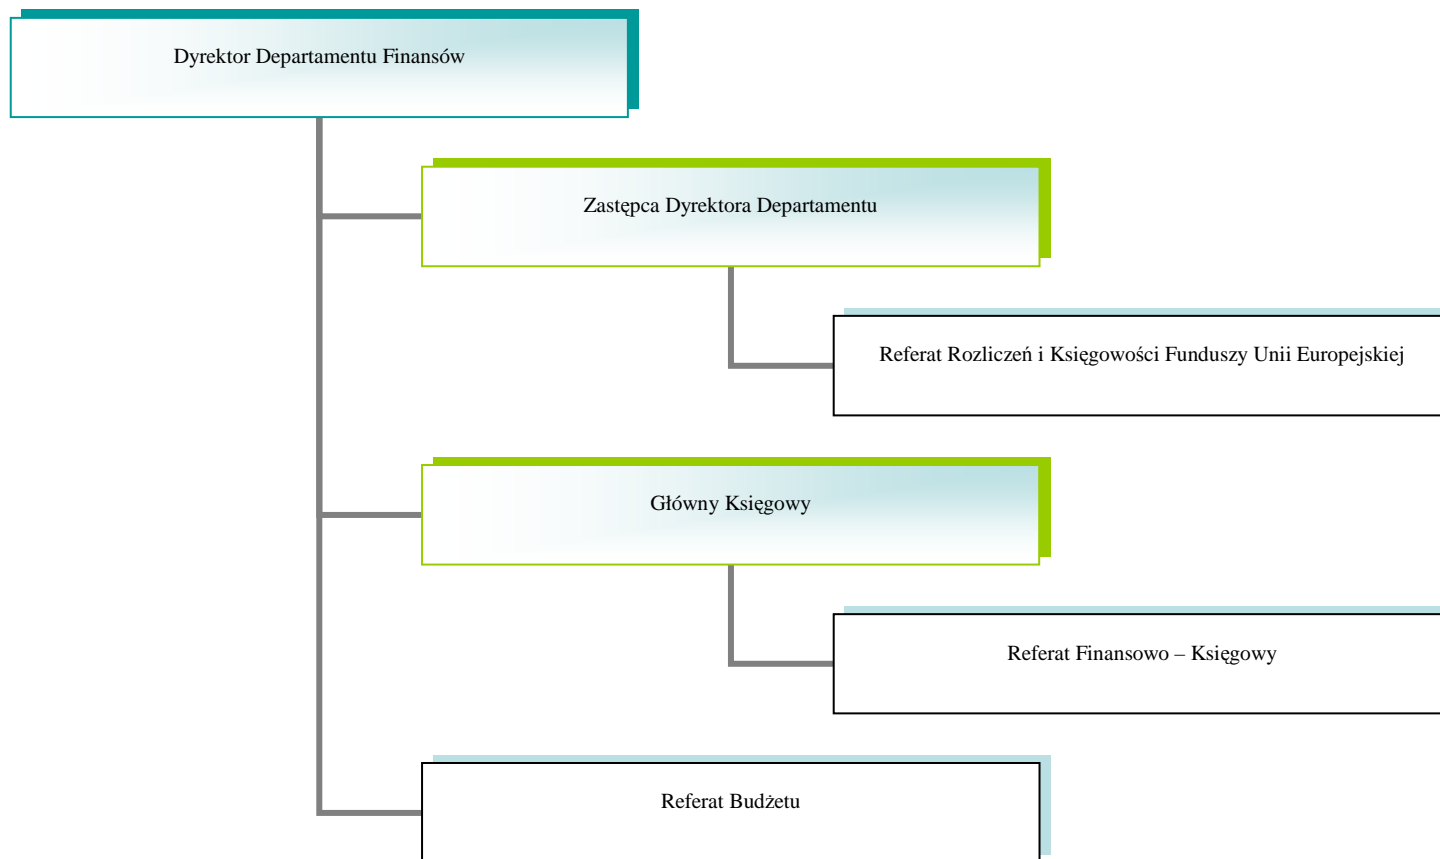 Dyrektor Departamentu Finansów
Zastępca Dyrektora Departamentu
Referat Rozliczeń i Księgowości Funduszy Unii Europejskiej
Główny Księgowy
Referat Finansowo – Księgowy
Referat Budżetu